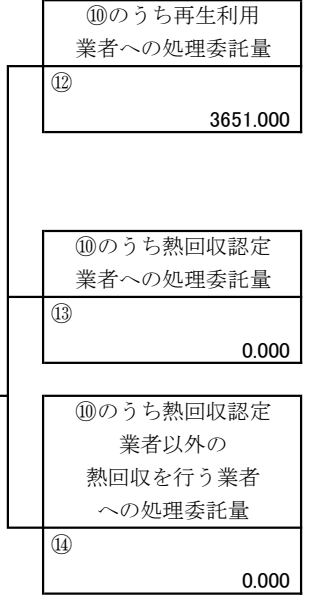 ⑩のうち再生利用
業者への処理委託量
⑫
3651.000
⑩のうち熱回収認定
業者への処理委託量
⑬
0.000
⑩のうち熱回収認定
業者以外の
熱回収を行う業者
への処理委託量
⑭
0.000